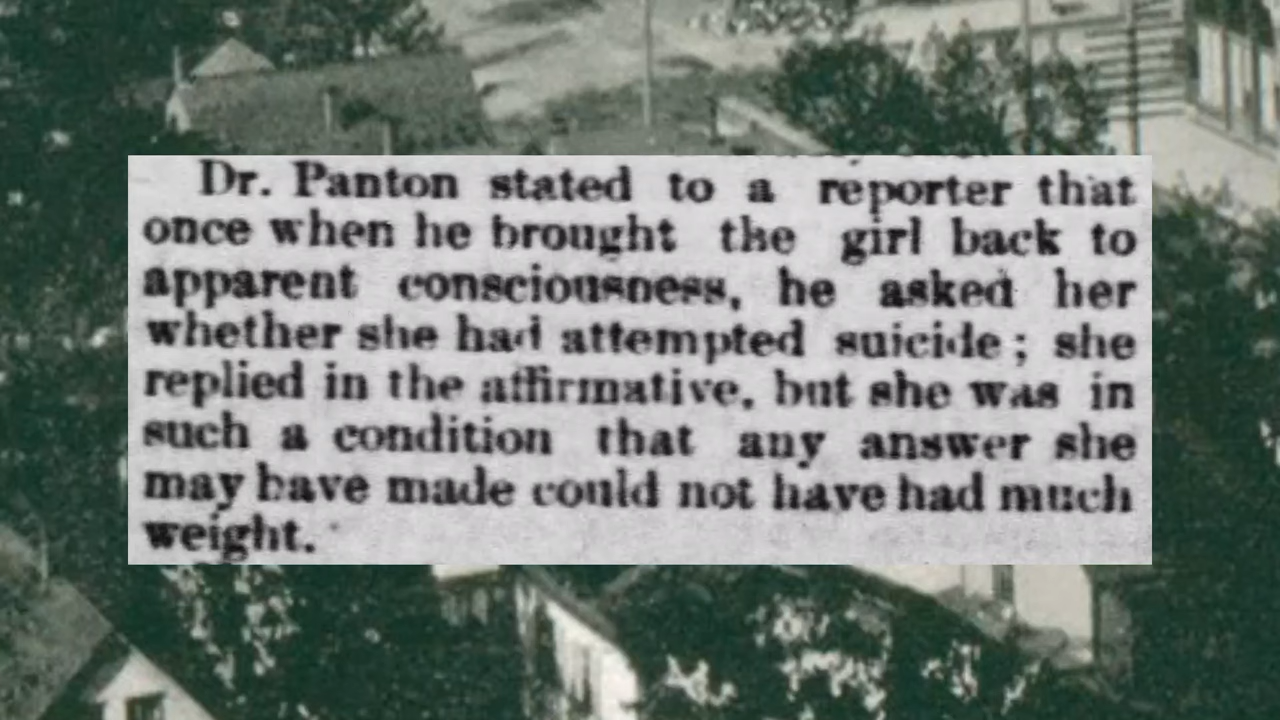 Dr. Panton stated to a reporter that
once when he brought the girl back to
apparent consciousness, he asked her
whether she had attempted suicide; she
replied in the affirmative, but she was in
such a condition that any answer she
may have made could not have had much
weight.